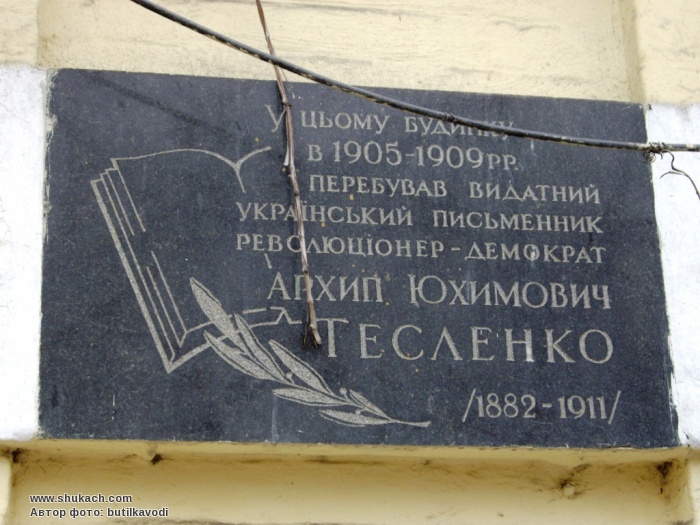 У цьому будинку
в 1905-1909 рр.
перебував видатний
український письменник
революціонер-демократ
Архип Юхимович
Тесленко
/1882-1911/
www.shukach.com
Автор фото: butilkavodi